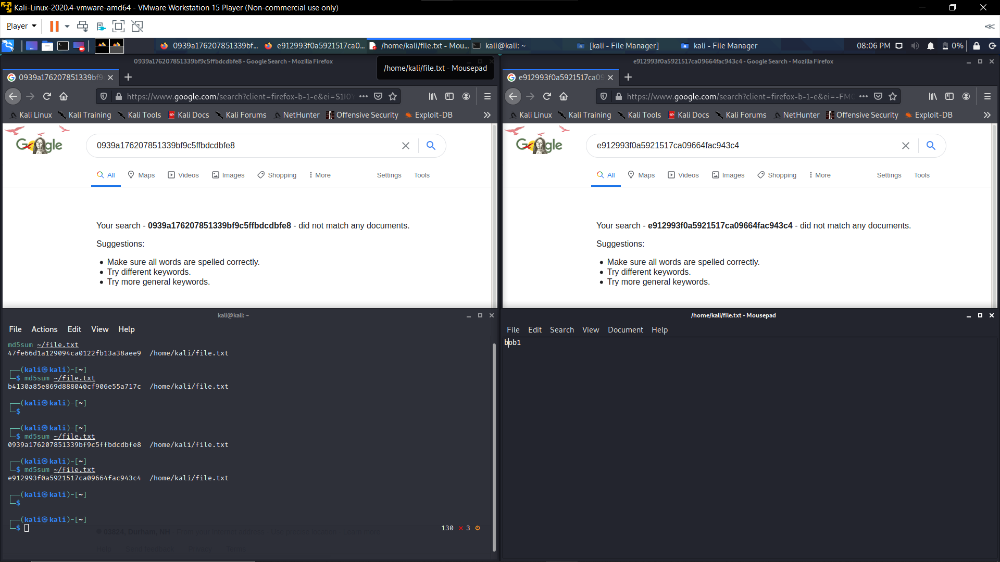 Kali-Linux-2020.4-vmware-amd64 - VMware Workstation 15 Player (Non-commercial use only)
Player
0939a176207851339bf...
e912993f0a5921517ca0...
/home/kali/file.txt - Mou...
kali@kali: ~
[kali - File Manager]
kali - File Manager
08:06 PM
0%
0939a176207851339bf9c5ffbdcdbfe8 - Google Search - Mozilla Firefox
/home/kali/file.txt - Mousepad
0939a176207851339bf9
https://www.google.com/search?client=firefox-b-1-e&ei=S1I0Y
Kali Linux
Kali Training
Kali Tools
Kali Docs
Kali Forums
NetHunter
Offensive Security
Exploit-DB
Google
0939a176207851339bf9c5ffbdcdbfe8
All
Maps
Videos
Images
Shopping
More
Settings
Tools
Your search - 0939a176207851339bf9c5ffbdcdbfe8 - did not match any documents.
Suggestions:
Make sure all words are spelled correctly.
Try different keywords.
Try more general keywords.
e912993f0a5921517ca09664fac943c4 - Google Search - Mozilla Firefox
e912993f0a5921517ca09
https://www.google.com/search?client=firefox-b-1-e&ei=-FM
Kali Linux
Kali Training
Kali Tools
Kali Docs
Kali Forums
NetHunter
Offensive Security
Exploit-DB
Google
e912993f0a5921517ca09664fac943c4
All
Maps
Videos
Images
Shopping
More
Settings
Tools
Your search - e912993f0a5921517ca09664fac943c4 - did not match any documents.
Suggestions:
Make sure all words are spelled correctly.
Try different keywords.
Try more general keywords.
kali@kali: ~
File Actions Edit View Help
md5sum ~/file.txt
47fe66d1a129094ca0122fb13a38aee9 /home/kali/file.txt
(kali㉿kali)-[~]
$ md5sum ~/file.txt
b4130a85e869d888040cf906e55a717c /home/kali/file.txt
(kali㉿kali)-[~]
$
(kali㉿kali)-[~]
$ md5sum ~/file.txt
0939a176207851339bf9c5ffbdcdbfe8 /home/kali/file.txt
(kali㉿kali)-[~]
$ md5sum ~/file.txt
e912993f0a5921517ca09664fac943c4 /home/kali/file.txt
(kali㉿kali)-[~]
$
(kali㉿kali)-[~]
$
130 ⨯ 3 ⚙
03824, Durham, NH
/home/kali/file.txt - Mousepad
File Edit Search View Document Help
bob1